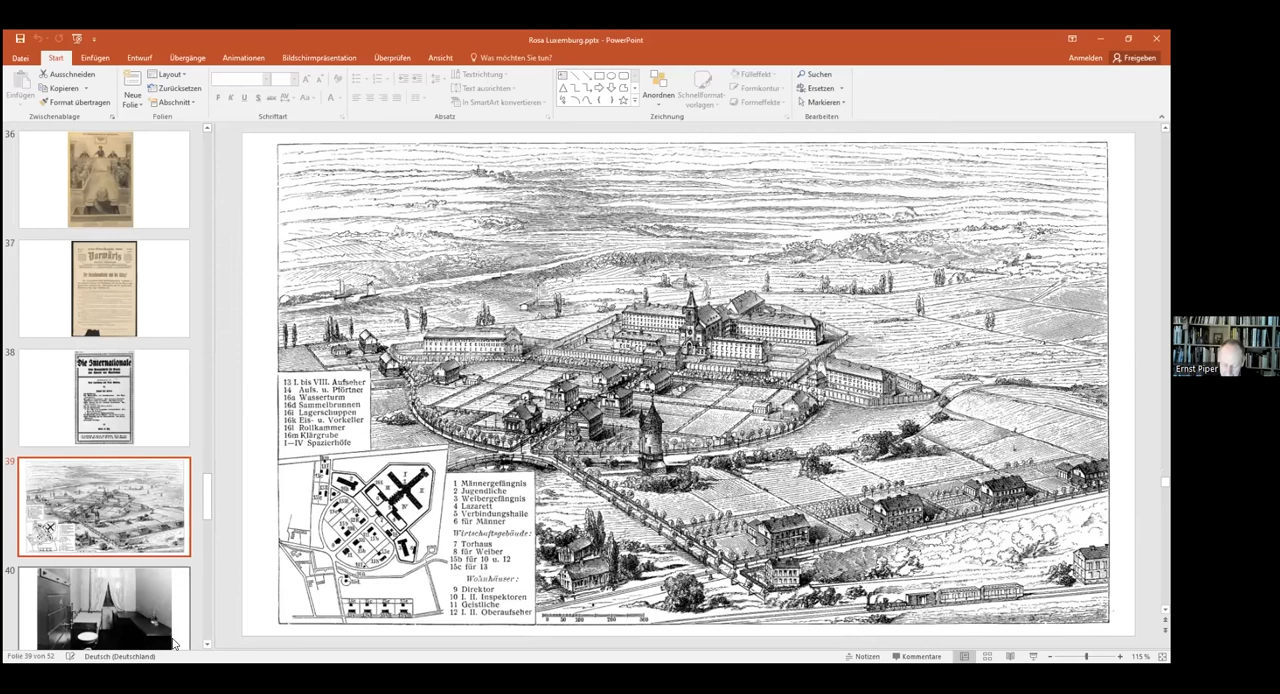 Rosa Luxemburg.pptx - PowerPoint
Datei Start Einfügen Entwurf Übergänge Animationen Bildschirmpräsentation Überprüfen Ansicht Was möchten Sie tun? Anmelden Freigeben
Einfügen
Ausschneiden
Kopieren
Format übertragen
Zwischenablage
Neue
Folie
Layout
Zurücksetzen
Abschnitt
Folien
F K U S
Schriftart
Textrichtung
Text ausrichten
In SmartArt konvertieren
Absatz
Anordnen
Schnellformat-
vorlagen
Fülleffekt
Formkontur
Formeffekte
Zeichnung
Suchen
Ersetzen
Markieren
Bearbeiten
36
37
Vorwärts
38
Die Internationale
39
40
13 I. bis VIII. Aufseher
14 Aufs. u. Pförtner
16a Wasserturm
16d Sammelbrunnen
16i Lagerschuppen
16k Eis- u. Vorkeller
16l Rollkammer
16m Klärgrube
I–IV Spazierhöfe
1 Männergefängnis
2 Jugendliche
3 Weibergefängnis
4 Lazarett
5 Verbindungshalle
6 für Männer
Wirtschaftsgebäude:
7 Torhaus
8 für Weiber
15b für 10 u. 12
15c für 13
Wohnhäuser:
9 Direktor
10 I. II. Inspektoren
11 Geistliche
12 I. II. Oberaufseher
Ernst Piper
Folie 39 von 52 Deutsch (Deutschland) Notizen Kommentare 115 %